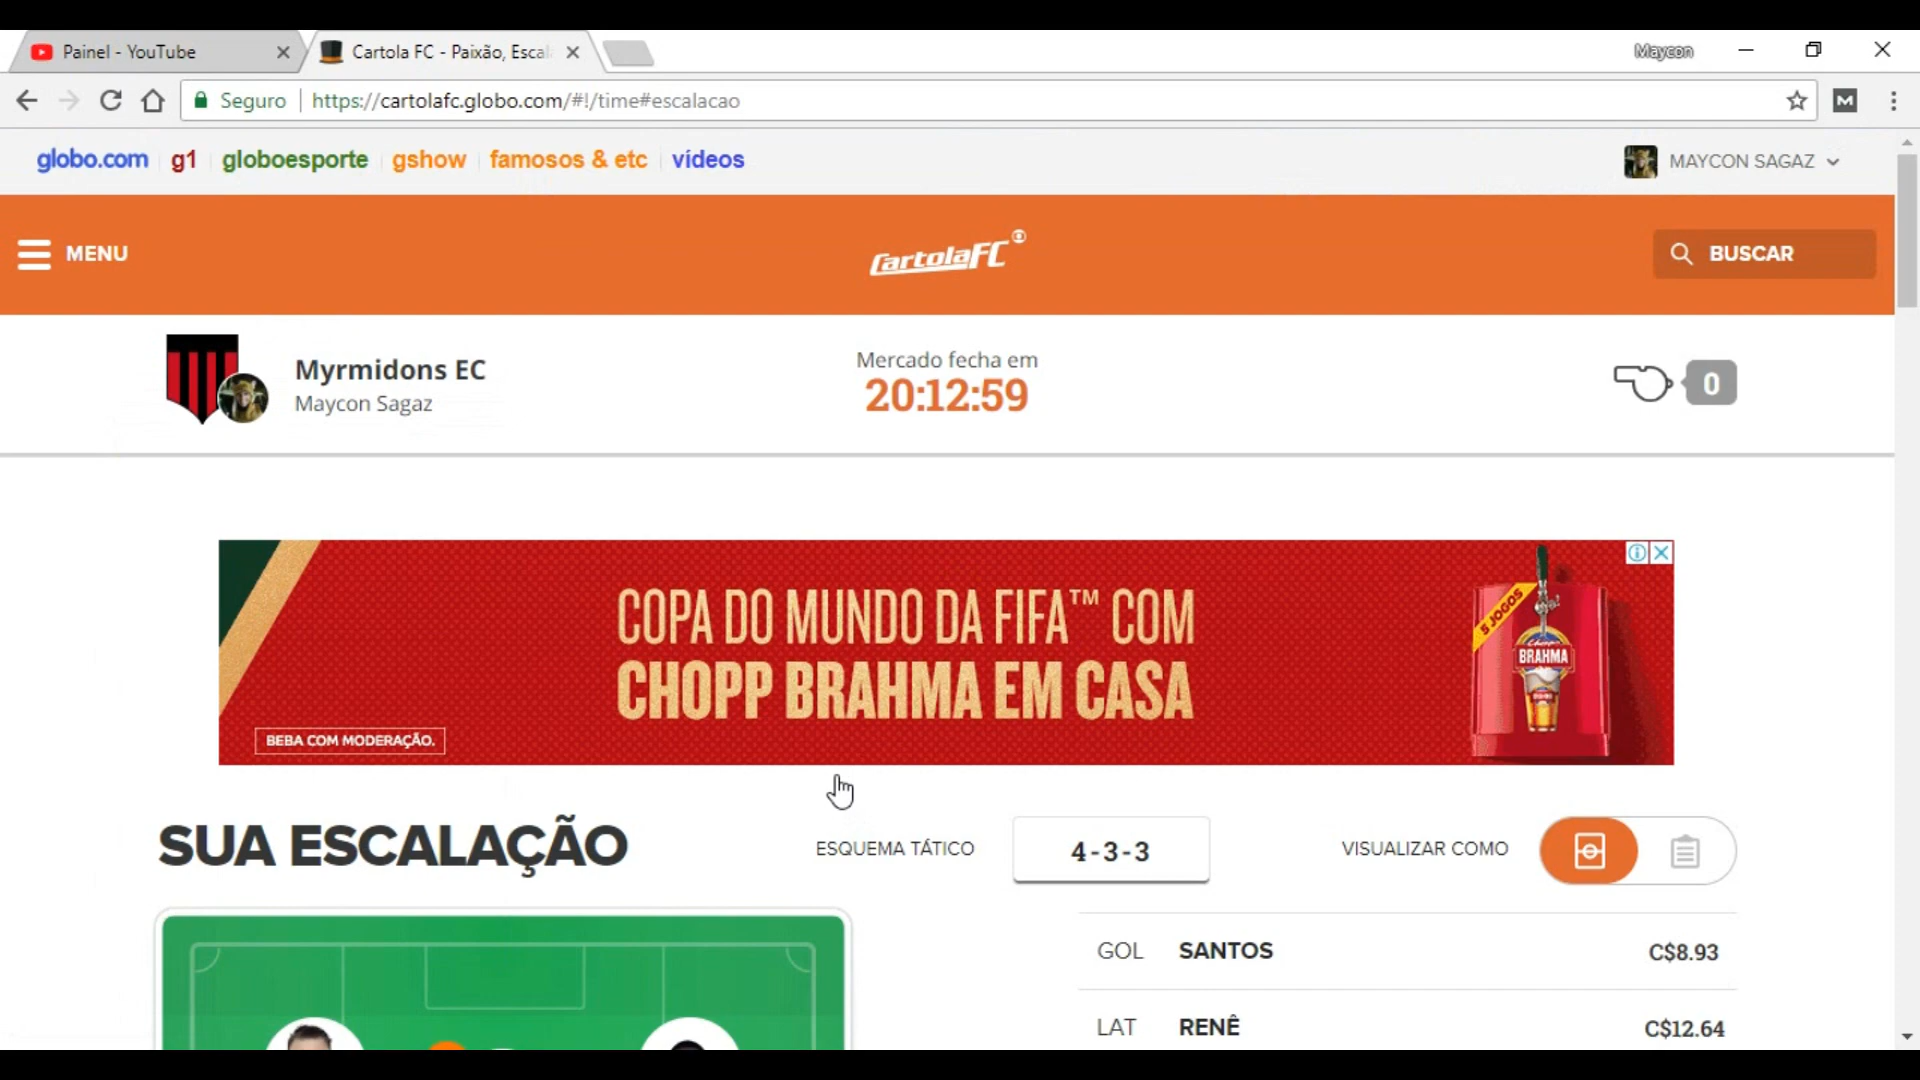 Painel - YouTube
Cartola FC - Paixão, Escal
Maycon
Seguro
https://cartolafc.globo.com/#!/time#escalacao
globo.com g1 globoesporte gshow famosos & etc vídeos
MAYCON SAGAZ
MENU
CartolaFC
BUSCAR
Myrmidons EC
Maycon Sagaz
Mercado fecha em
20:12:59
0
COPA DO MUNDO DA FIFA™ COM
CHOPP BRAHMA EM CASA
BEBA COM MODERAÇÃO.
5 JOGOS
Chopp
BRAHMA
SUA ESCALAÇÃO
ESQUEMA TÁTICO
4-3-3
VISUALIZAR COMO
GOL SANTOS C$8.93
LAT RENÊ C$12.64